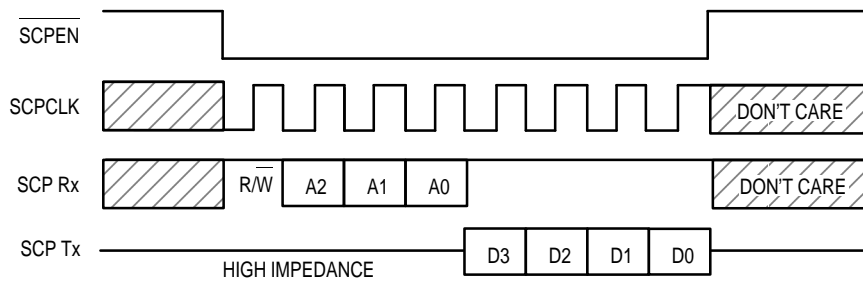 SCPEN
SCPCLK DON'T CARE
SCP Rx R/W A2 A1 A0 DON'T CARE
SCP Tx D3 D2 D1 D0
HIGH IMPEDANCE